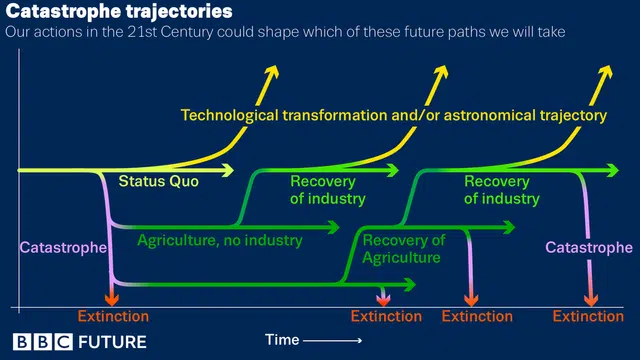 Catastrophe trajectories
Our actions in the 21st Century could shape which of these future paths we will take
Technological transformation and/or astronomical trajectory
Status Quo
Recovery
of industry
Recovery
of industry
Catastrophe
Agriculture, no industry
Recovery of
Agriculture
Catastrophe
Extinction
Extinction
Extinction
Extinction
BBC FUTURE
Time